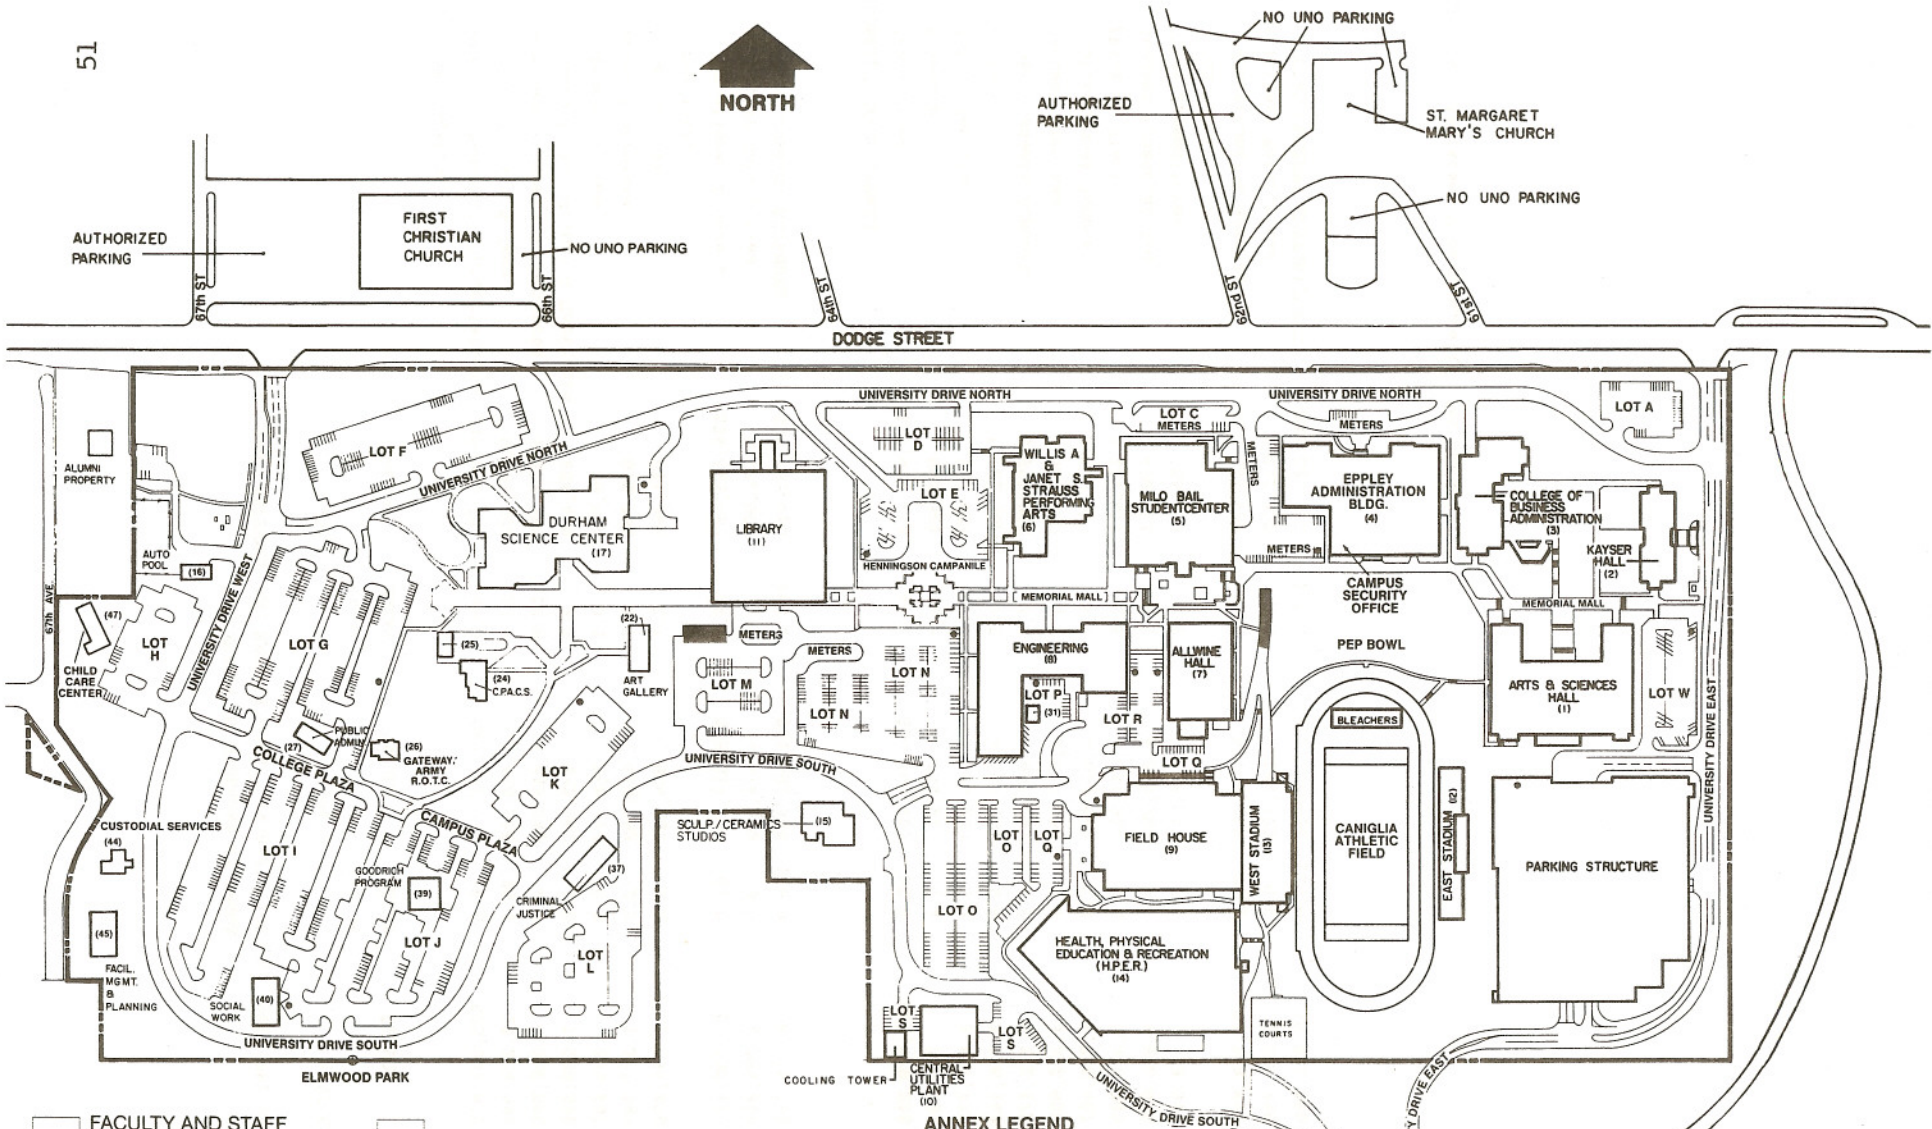 51
NORTH
NO UNO PARKING
AUTHORIZED
PARKING
ST. MARGARET
MARY'S CHURCH
NO UNO PARKING
AUTHORIZED
PARKING
FIRST
CHRISTIAN
CHURCH
NO UNO PARKING
67th ST
66th ST
64th ST
62nd ST
61st ST
DODGE STREET
UNIVERSITY DRIVE NORTH
UNIVERSITY DRIVE NORTH
LOT A
LOT C
METERS
METERS
METERS
LOT
D
LOT F
UNIVERSITY DRIVE NORTH
ALUMNI
PROPERTY
WILLIS A
&
JANET S.
STRAUSS
PERFORMING
ARTS
(6)
MILO BAIL
STUDENTCENTER
(5)
EPPLEY
ADMINISTRATION
BLDG.
(4)
COLLEGE OF
BUSINESS
ADMINISTRATION
(3)
KAYSER
HALL
(2)
LOT E
LIBRARY
(11)
DURHAM
SCIENCE CENTER
(17)
METERS
AUTO
POOL
(16)
HENNINGSON CAMPANILE
CAMPUS
SECURITY
OFFICE
MEMORIAL MALL
MEMORIAL MALL
67th AVE
(47)
LOT
H
UNIVERSITY DRIVE WEST
CHILD
CARE
CENTER
LOT G
(25)
(24)
C.P.A.C.S.
(22)
ART
GALLERY
METERS
METERS
LOT M
LOT N
LOT N
ENGINEERING
(8)
LOT P
(31)
LOT R
ALLWINE
HALL
(7)
PEP BOWL
ARTS & SCIENCES
HALL
(1)
LOT W
UNIVERSITY DRIVE EAST
BLEACHERS
LOT Q
PUBLIC
ADMIN.
(27)
(26)
GATEWAY,
ARMY
R.O.T.C.
COLLEGE PLAZA
LOT
K
UNIVERSITY DRIVE SOUTH
CAMPUS PLAZA
SCULP./CERAMICS
STUDIOS
(15)
CUSTODIAL SERVICES
(44)
LOT I
GOODRICH
PROGRAM
(39)
(37)
CRIMINAL
JUSTICE
LOT
O
LOT
Q
FIELD HOUSE
(9)
WEST STADIUM
(13)
CANIGLIA
ATHLETIC
FIELD
EAST STADIUM (12)
PARKING STRUCTURE
LOT O
(45)
FACIL.
MGMT.
&
PLANNING
LOT J
LOT
L
HEALTH, PHYSICAL
EDUCATION & RECREATION
(H.P.E.R.)
(14)
SOCIAL
WORK
(40)
LOT
S
LOT
S
TENNIS
COURTS
UNIVERSITY DRIVE SOUTH
ELMWOOD PARK
COOLING TOWER
CENTRAL
UTILITIES
PLANT
(10)
UNIVERSITY DRIVE SOUTH
Y DRIVE EAST
FACULTY AND STAFF
ANNEX LEGEND